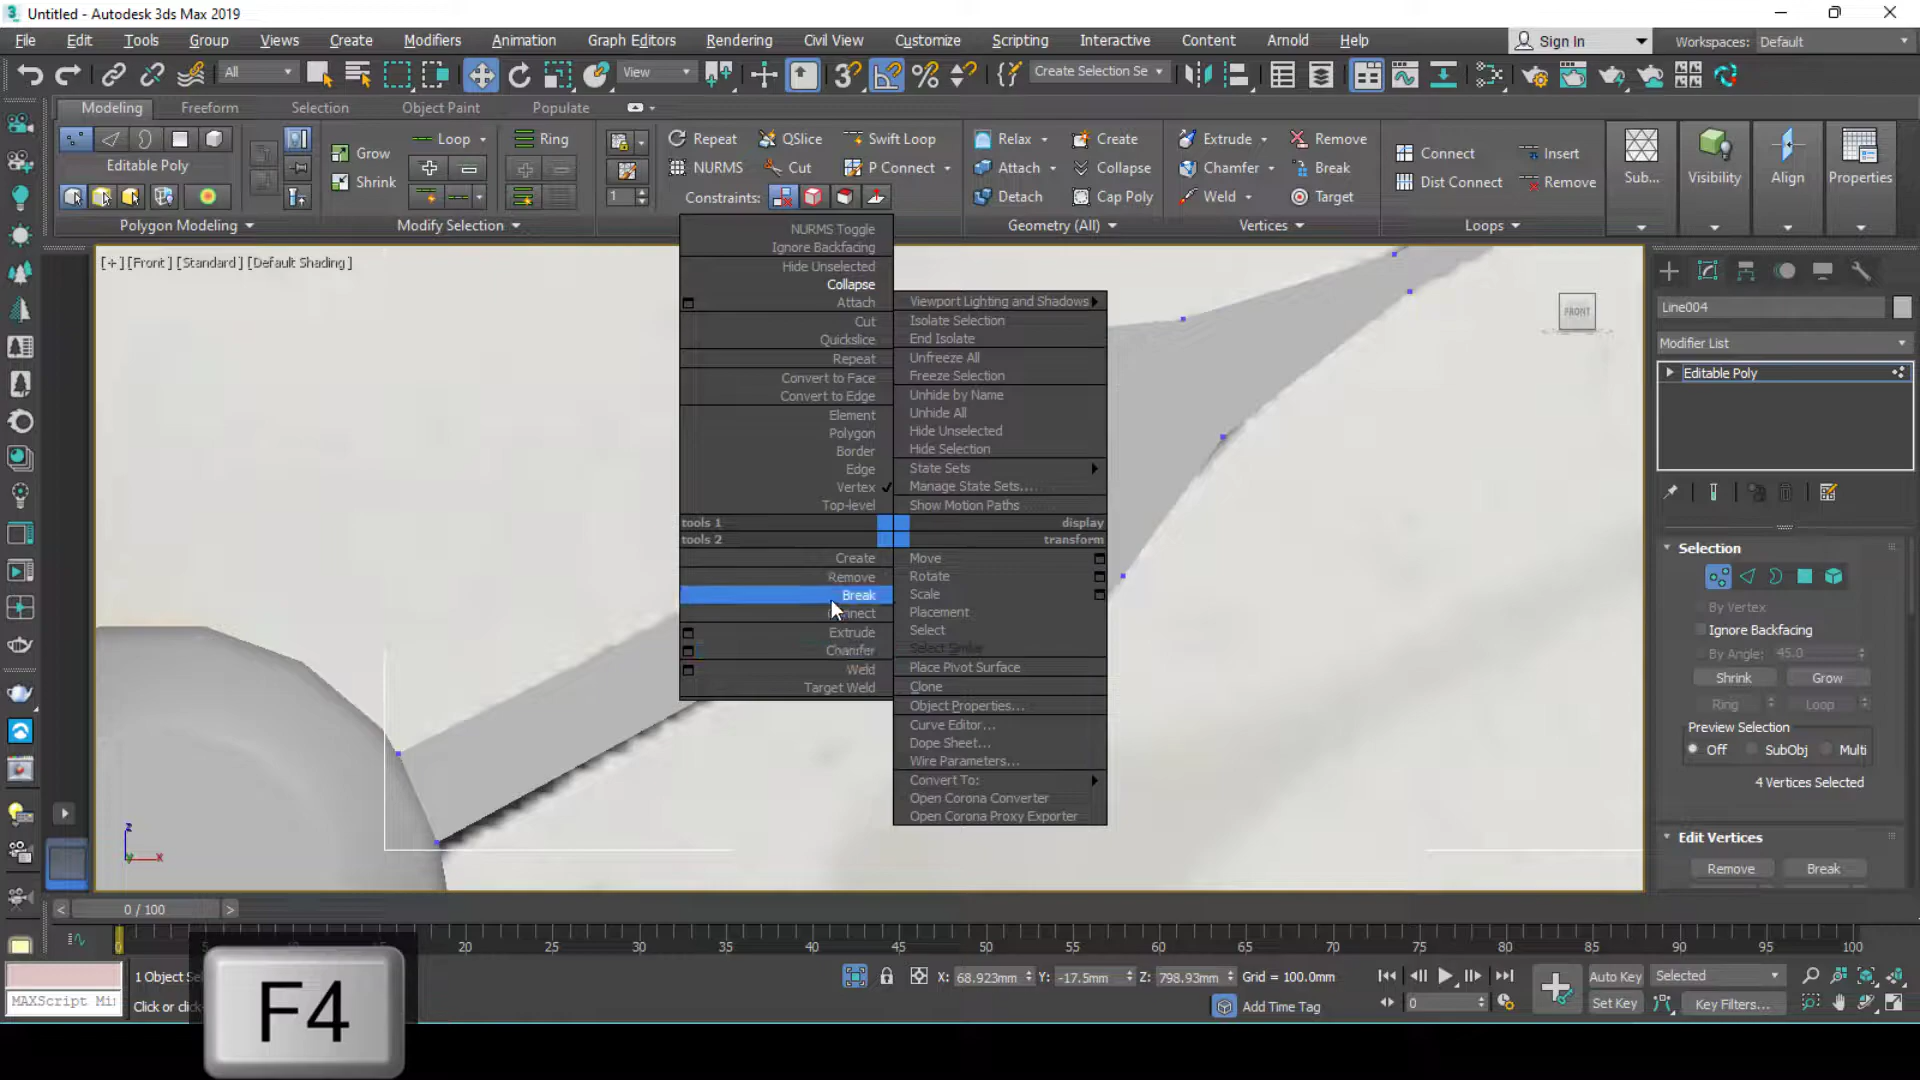 3 Untitled - Autodesk 3ds Max 2019
File Edit Tools Group Views Create Modifiers Animation Graph Editors Rendering Civil View Customize Scripting Interactive Content Arnold Help Sign In Workspaces: Default
All View Create Selection Se
Modeling Freeform Selection Object Paint Populate
Loop Ring Repeat QSlice Swift Loop Relax Create Extrude Remove
Grow Connect Insert
Editable Poly NURMS Cut P Connect Attach Collapse Chamfer Break Sub... Visibility Align Properties
Shrink Dist Connect Remove
1 Constraints: Detach Cap Poly Weld Target
Polygon Modeling Modify Selection Geometry (All) Vertices Loops
[+] [Front] [Standard] [Default Shading]
NURMS Toggle
Ignore Backfacing
Hide Unselected
Collapse
Attach
Cut
Quickslice
Repeat
Convert to Face
Convert to Edge
Element
Polygon
Border
Edge
Vertex
Top-level
tools 1
Viewport Lighting and Shadows
Isolate Selection
End Isolate
Unfreeze All
Freeze Selection
Unhide by Name
Unhide All
Hide Unselected
Hide Selection
State Sets
Manage State Sets...
Show Motion Paths
display
tools 2
Create
Remove
Break
Extrude
Chamfer
Weld
Target Weld
transform
Move
Rotate
Scale
Placement
Select
Select Similar
Place Pivot Surface
Clone
Object Properties...
Curve Editor...
Dope Sheet...
Wire Parameters...
Convert To:
Open Corona Converter
Open Corona Proxy Exporter
FRONT
Line004
Modifier List
Editable Poly
Selection
By Vertex
Ignore Backfacing
By Angle: 45.0
Shrink Grow
Ring Loop
Preview Selection
Off SubObj Multi
4 Vertices Selected
Edit Vertices
Remove Break
z
x
< 0 / 100 >
0 20 25 30 35 40 45 50 55 60 65 70 75 80 85 90 95 100
1 Object X: 68.923mm Y: -17.5mm Z: 798.93mm Grid = 100.0mm Auto Key Selected
MAXScript Mi Click or clic Add Time Tag 0 Set Key Key Filters...
F4